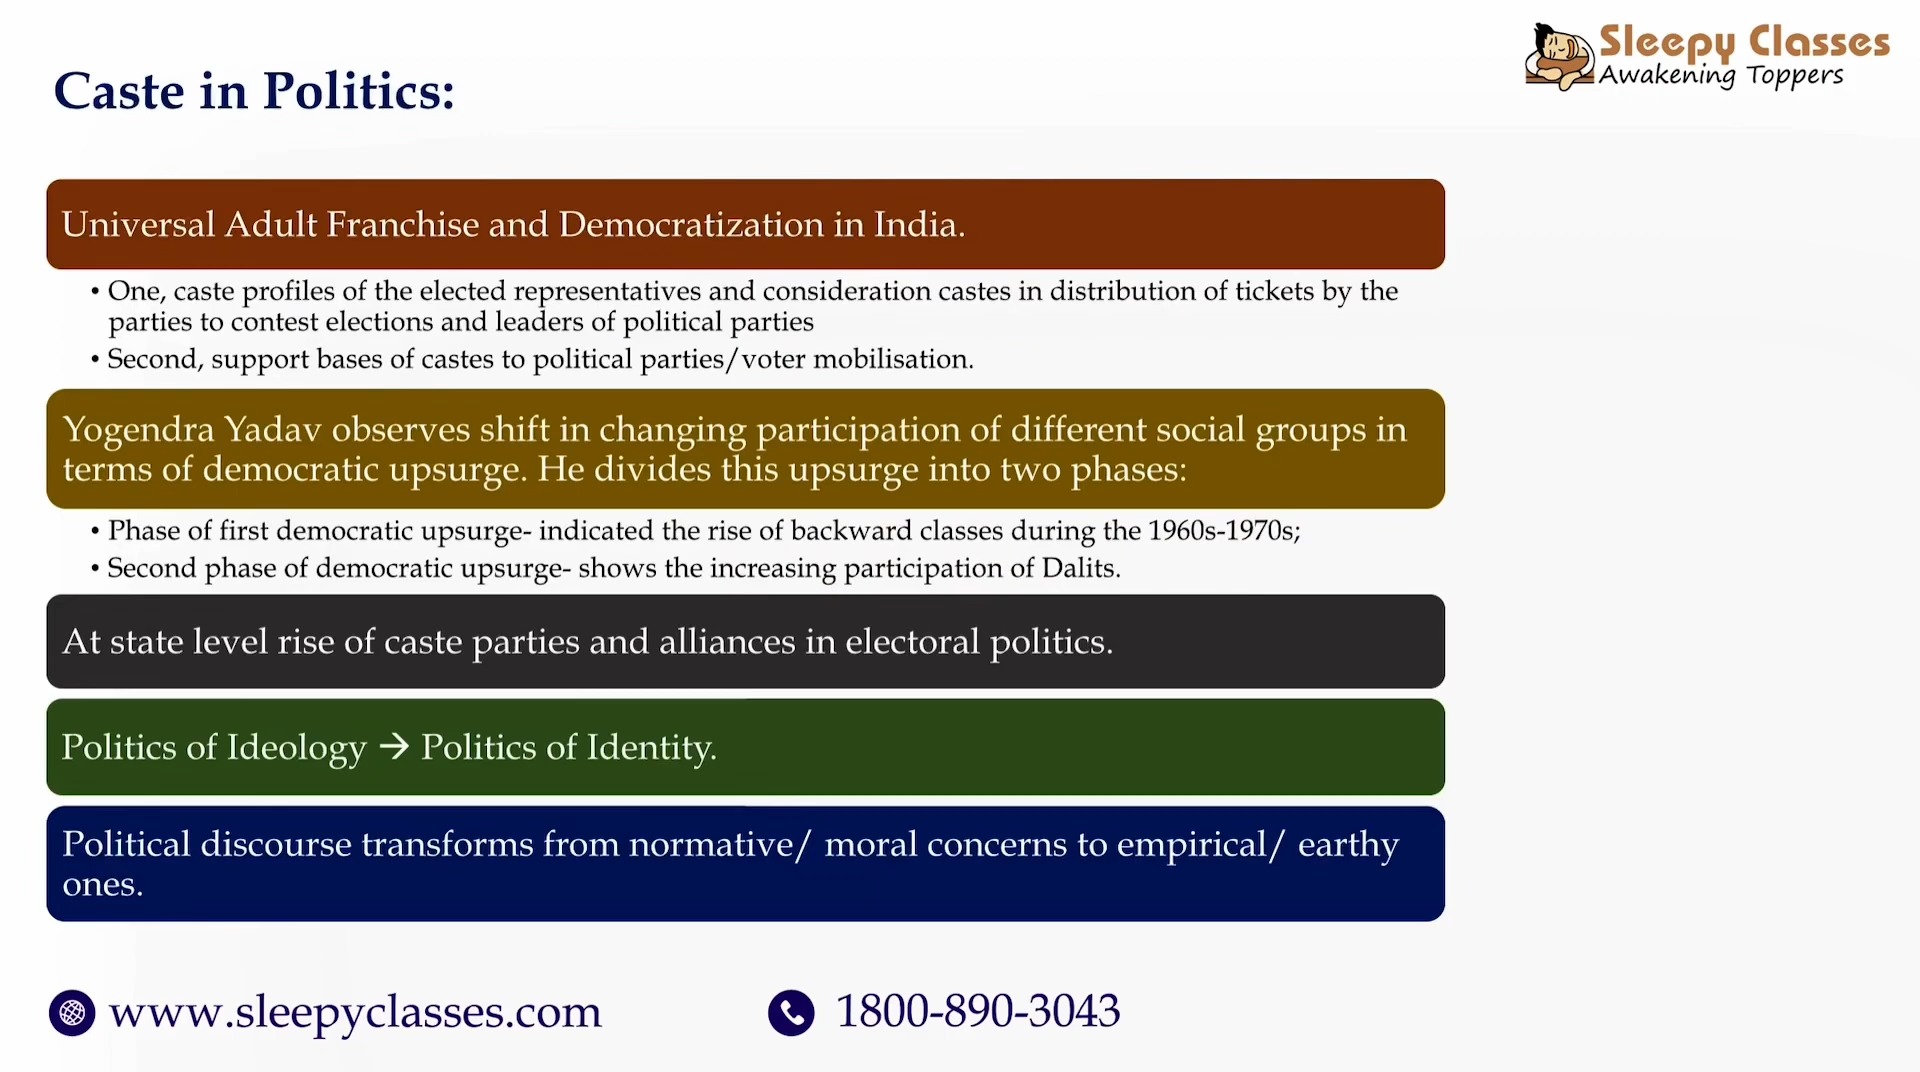 Sleepy Classes
Awakening Toppers
Caste in Politics:
Universal Adult Franchise and Democratization in India.
• One, caste profiles of the elected representatives and consideration castes in distribution of tickets by the
parties to contest elections and leaders of political parties
• Second, support bases of castes to political parties/voter mobilisation.
Yogendra Yadav observes shift in changing participation of different social groups in
terms of democratic upsurge. He divides this upsurge into two phases:
• Phase of first democratic upsurge- indicated the rise of backward classes during the 1960s-1970s;
• Second phase of democratic upsurge- shows the increasing participation of Dalits.
At state level rise of caste parties and alliances in electoral politics.
Politics of Ideology → Politics of Identity.
Political discourse transforms from normative/ moral concerns to empirical/ earthy
ones.
www.sleepyclasses.com
1800-890-3043